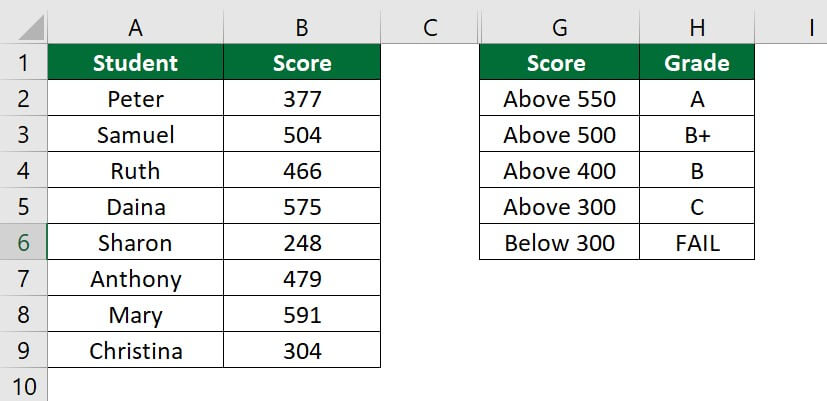 A B C G H I
1 Student Score Score Grade
2 Peter 377 Above 550 A
3 Samuel 504 Above 500 B+
4 Ruth 466 Above 400 B
5 Daina 575 Above 300 C
6 Sharon 248 Below 300 FAIL
7 Anthony 479
8 Mary 591
9 Christina 304
10